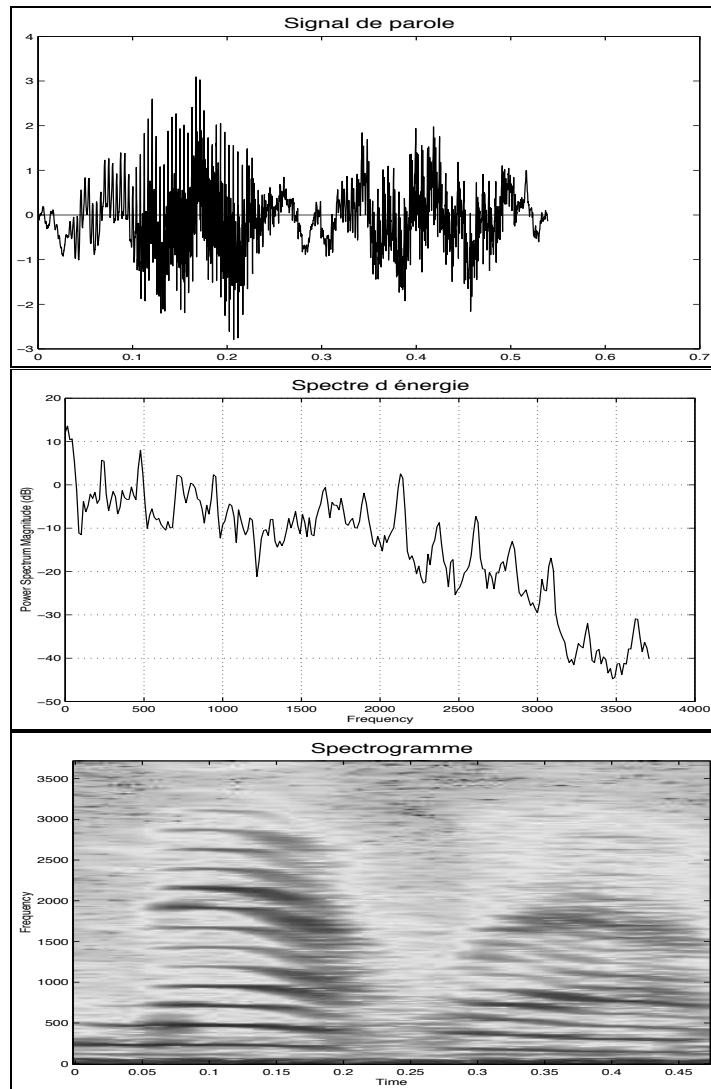 Signal de parole
4
3
2
1
0
−1
−2
−3
0 0.1 0.2 0.3 0.4 0.5 0.6 0.7
Spectre d énergie
20
10
0
−10
−20
−30
−40
−50
Power Spectrum Magnitude (dB)
0 500 1000 1500 2000 2500 3000 3500 4000
Frequency
Spectrogramme
3500
3000
2500
2000
1500
1000
500
0
Frequency
0 0.05 0.1 0.15 0.2 0.25 0.3 0.35 0.4 0.45
Time